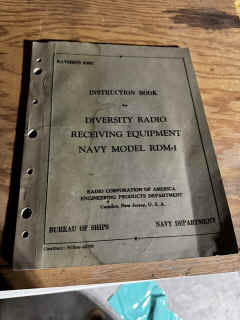 INSTRUCTION BOOK
for
DIVERSITY RADIO
RECEIVING EQUIPMENT
NAVY MODEL RDM-1
RADIO CORPORATION OF AMERICA
ENGINEERING PRODUCTS DEPARTMENT
Camden, New Jersey, U. S. A.
BUREAU OF SHIPS
NAVY DEPARTMENT
Contract: